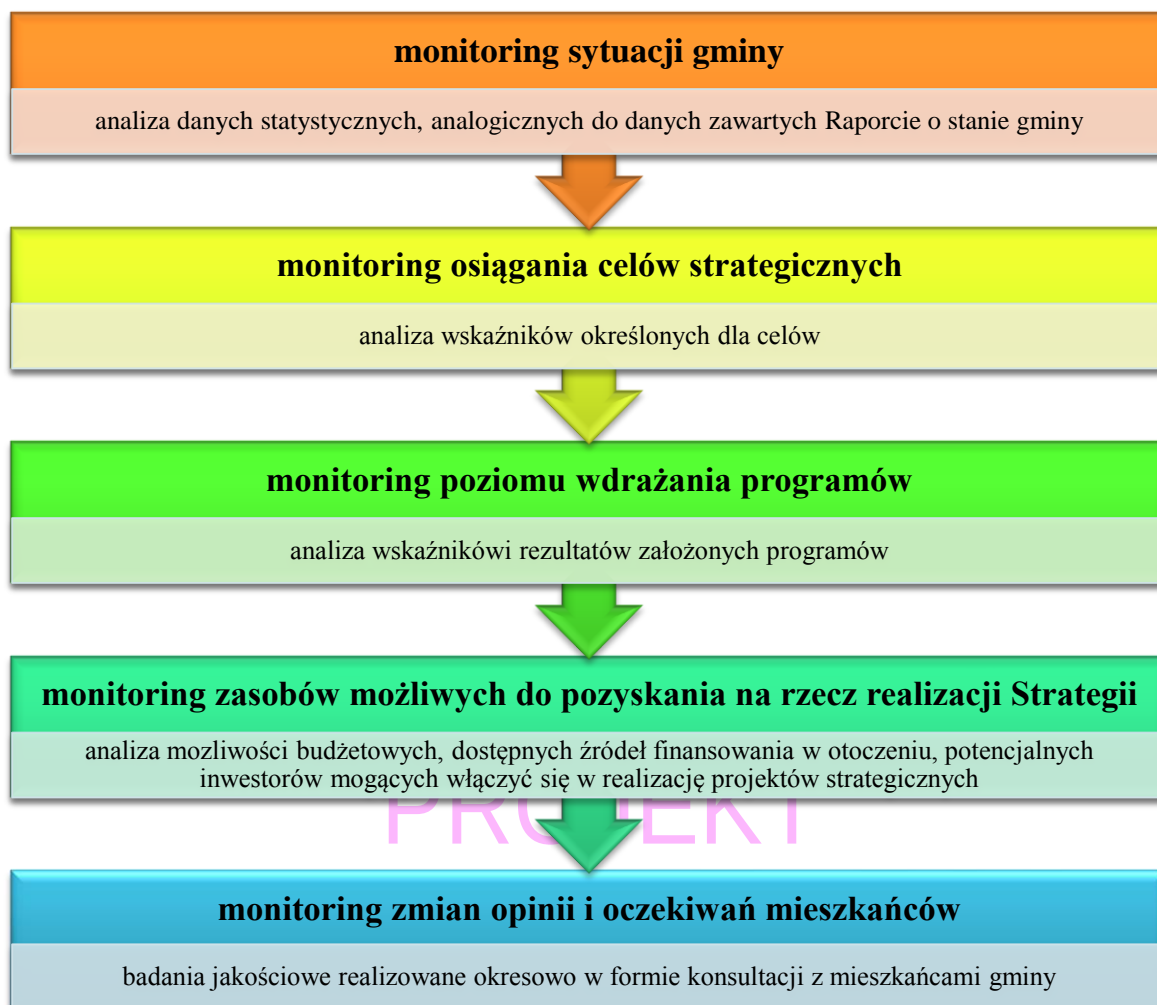 monitoring sytuacji gminy
analiza danych statystycznych, analogicznych do danych zawartych Raporcie o stanie gminy
monitoring osiągania celów strategicznych
analiza wskaźników określonych dla celów
monitoring poziomu wdrażania programów
analiza wskaźnikówi rezultatów założonych programów
monitoring zasobów możliwych do pozyskania na rzecz realizacji Strategii
analiza mozliwości budżetowych, dostępnych źródeł finansowania w otoczeniu, potencjalnych
inwestorów mogących włączyć się w realizację projektów strategicznych
PROJEKT
monitoring zmian opinii i oczekiwań mieszkańców
badania jakościowe realizowane okresowo w formie konsultacji z mieszkańcami gminy